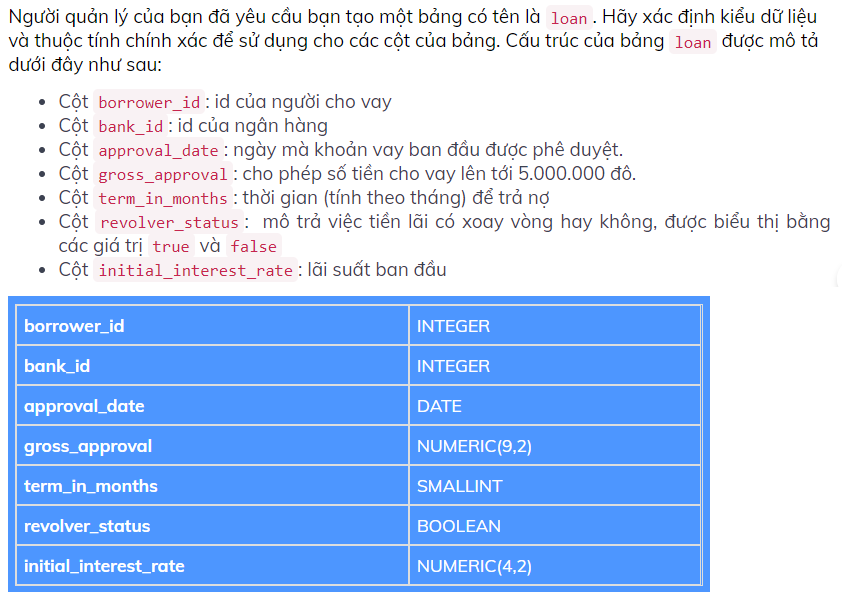 Người quản lý của bạn đã yêu cầu bạn tạo một bảng có tên là loan. Hãy xác định kiểu dữ liệu
và thuộc tính chính xác để sử dụng cho các cột của bảng. Cấu trúc của bảng loan được mô tả
dưới đây như sau:
• Cột borrower_id: id của người cho vay
• Cột bank_id: id của ngân hàng
• Cột approval_date: ngày mà khoản vay ban đầu được phê duyệt.
• Cột gross_approval: cho phép số tiền cho vay lên tới 5.000.000 đô.
• Cột term_in_months: thời gian (tính theo tháng) để trả nợ
• Cột revolver_status: mô trả việc tiền lãi có xoay vòng hay không, được biểu thị bằng
các giá trị true và false
• Cột initial_interest_rate: lãi suất ban đầu
borrower_id INTEGER
bank_id INTEGER
approval_date DATE
gross_approval NUMERIC(9,2)
term_in_months SMALLINT
revolver_status BOOLEAN
initial_interest_rate NUMERIC(4,2)